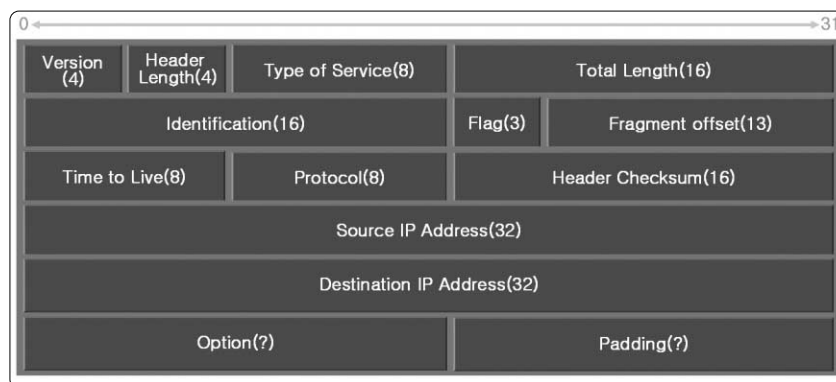 0 31
Version
(4)
Header
Length(4)
Type of Service(8)
Total Length(16)
Identification(16)
Flag(3)
Fragment offset(13)
Time to Live(8)
Protocol(8)
Header Checksum(16)
Source IP Address(32)
Destination IP Address(32)
Option(?)
Padding(?)